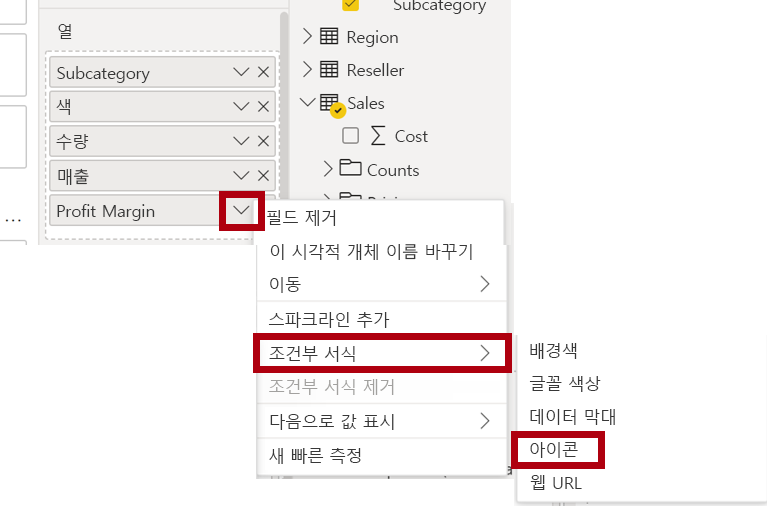 열
Subcategory
색
수량
매출
Profit Margin
...
Subcategory
Region
Reseller
Sales
Cost
Counts
필드 제거
이 시각적 개체 이름 바꾸기
이동
스파크라인 추가
조건부 서식
조건부 서식 제거
다음으로 값 표시
새 빠른 측정
배경색
글꼴 색상
데이터 막대
아이콘
웹 URL